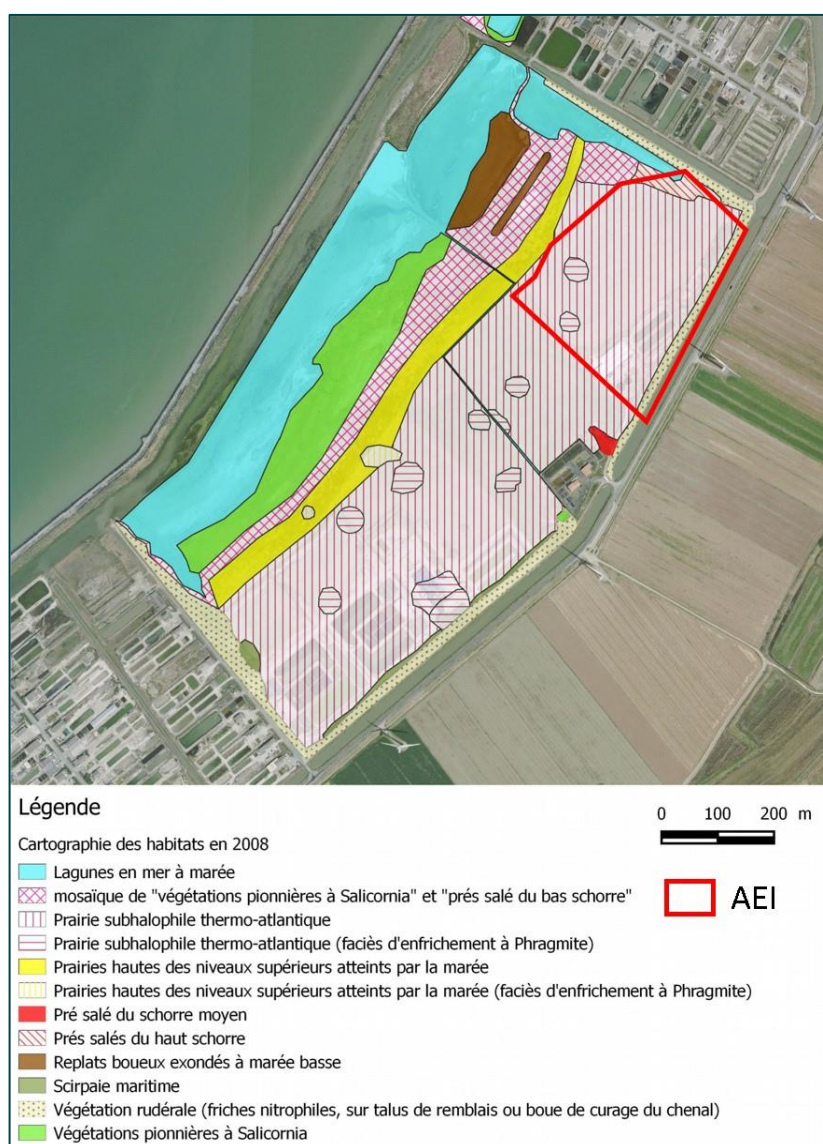 Légende
0 100 200 m
Cartographie des habitats en 2008
Lagunes en mer à marée
mosaïque de "végétations pionnières à Salicornia" et "prés salé du bas schorre"
AEI
Prairie subhalophile thermo-atlantique
Prairie subhalophile thermo-atlantique (faciès d'enfrichement à Phragmite)
Prairies hautes des niveaux supérieurs atteints par la marée
Prairies hautes des niveaux supérieurs atteints par la marée (faciès d'enfrichement à Phragmite)
Pré salé du schorre moyen
Prés salés du haut schorre
Replats boueux exondés à marée basse
Scirpaie maritime
Végétation rudérale (friches nitrophiles, sur talus de remblais ou boue de curage du chenal)
Végétations pionnières à Salicornia